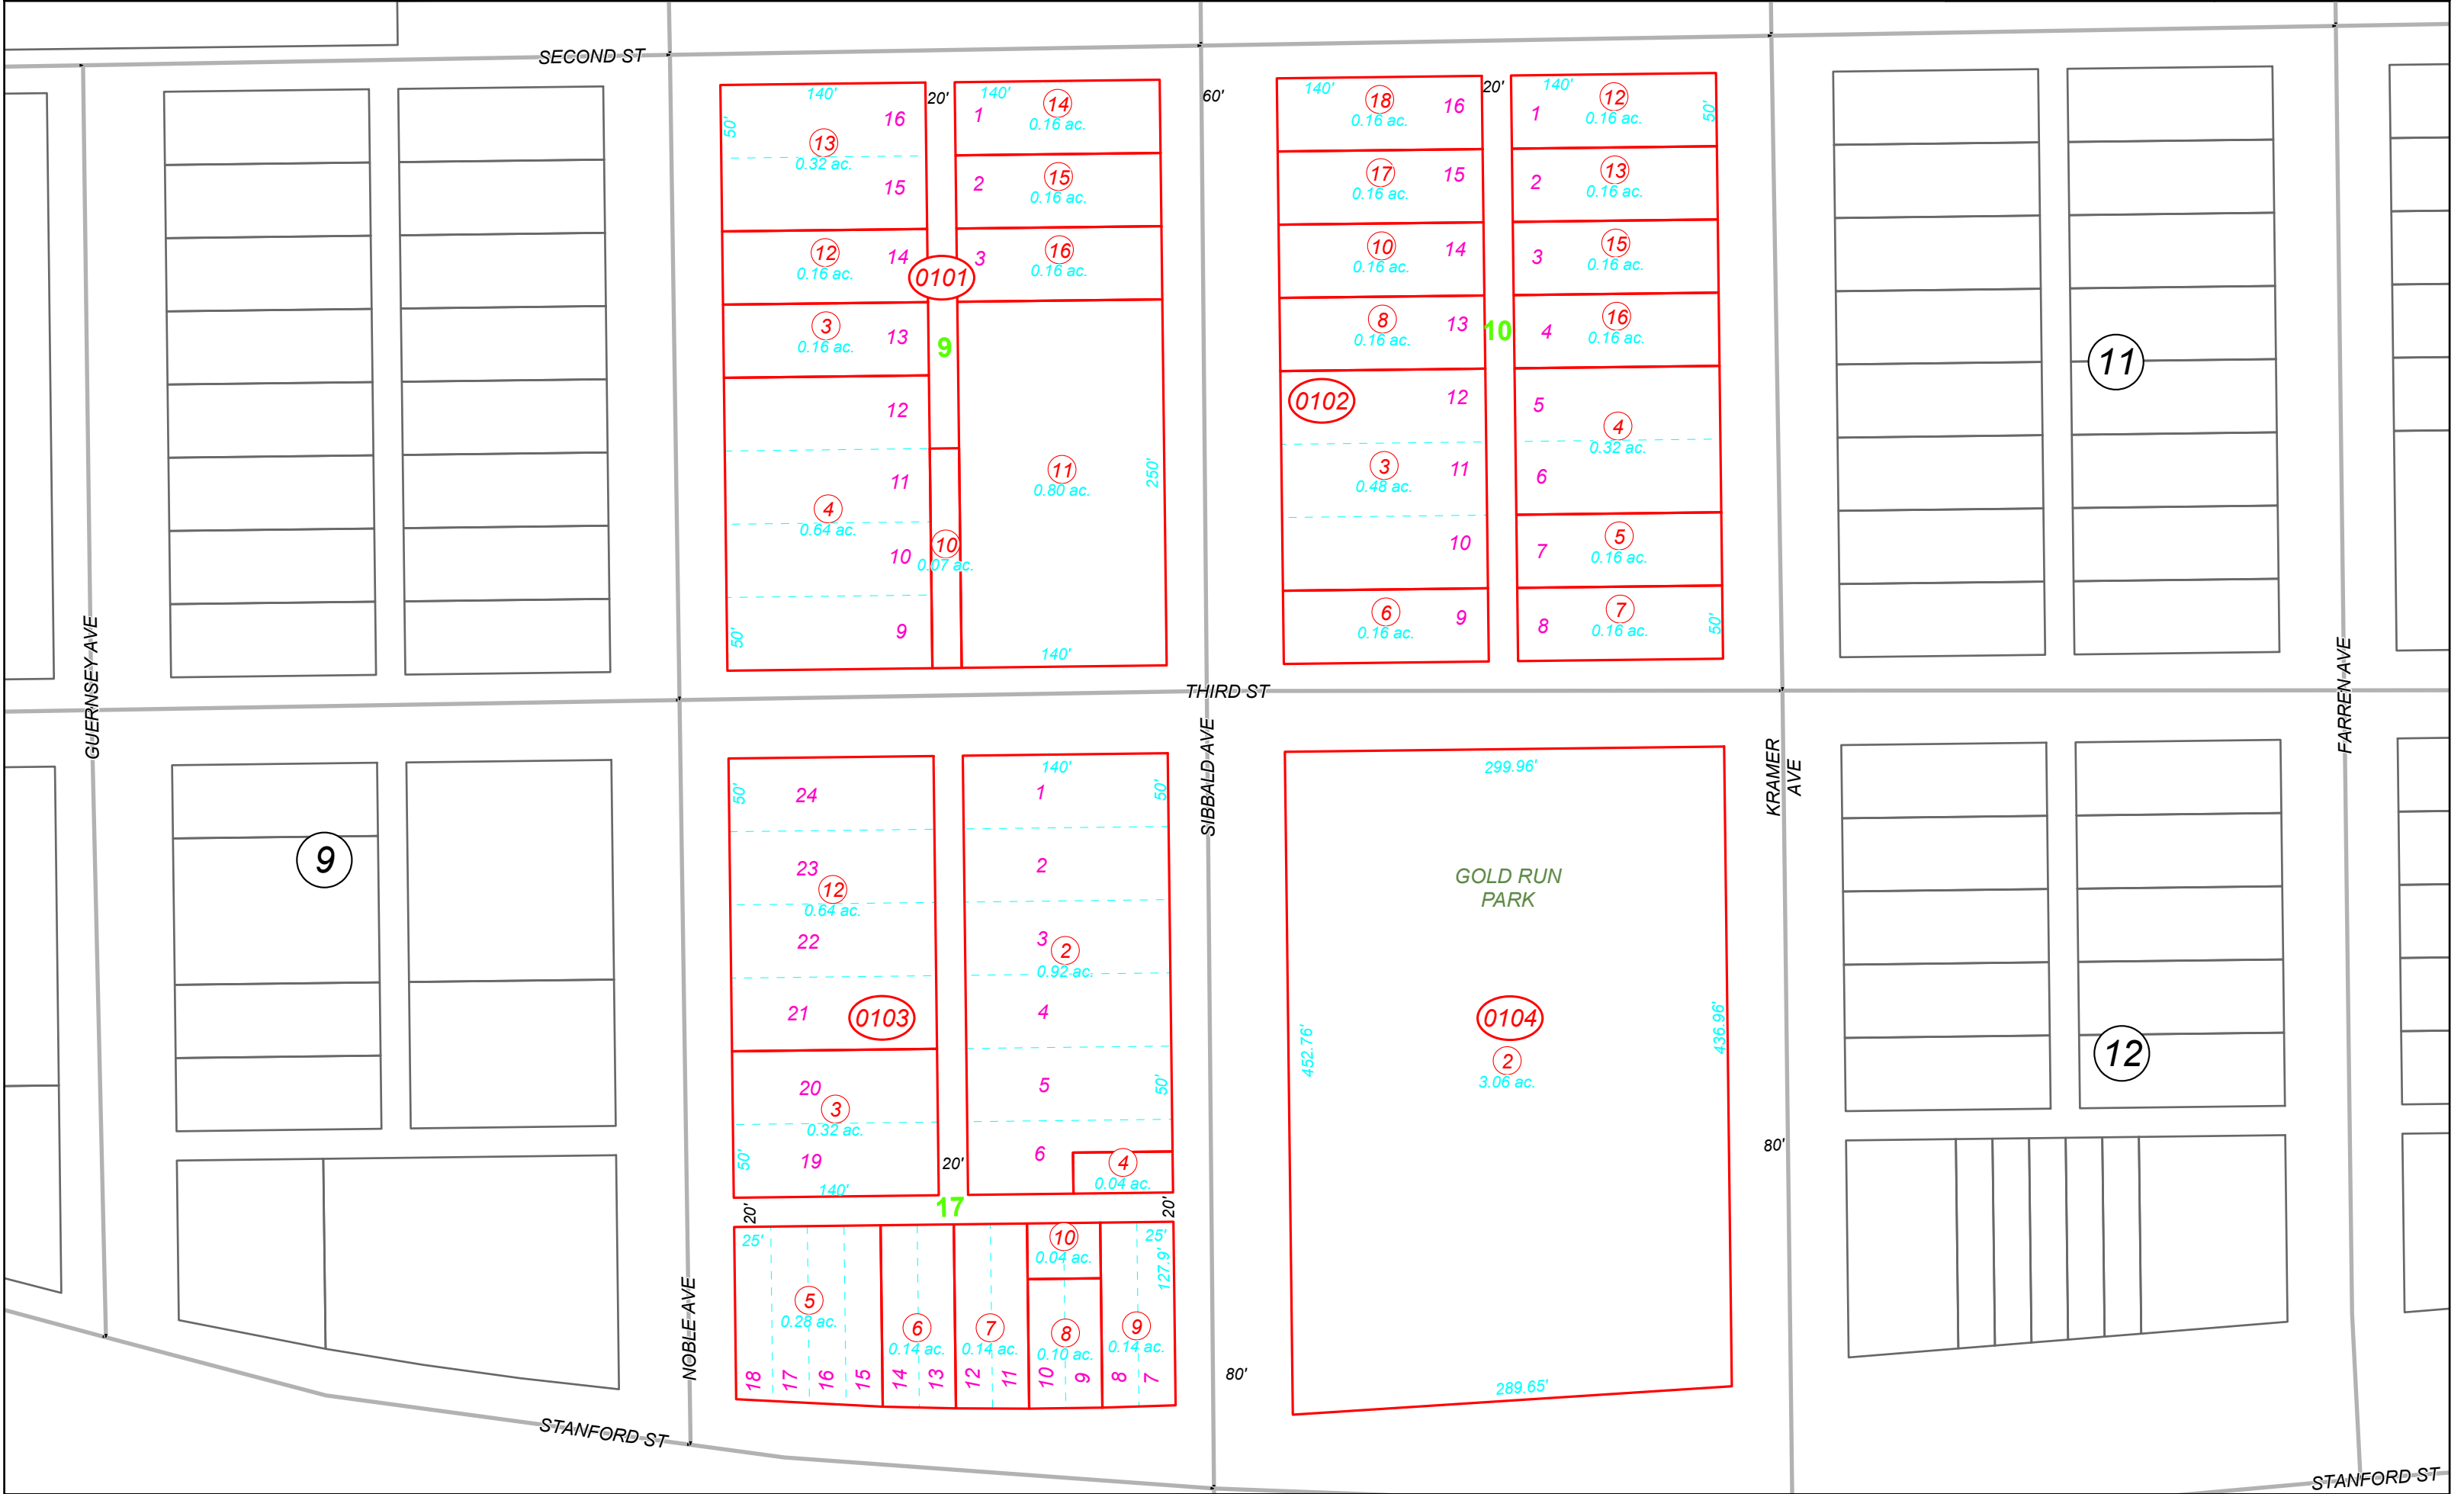 SECOND ST
140'
20'
140'
14
60'
140'
18
16
20'
140'
12
50'
16
1
0.16 ac.
0.16 ac.
1
0.16 ac.
50'
13
0.32 ac.
15
2
15
0.16 ac.
17
0.16 ac.
15
2
13
0.16 ac.
12
0.16 ac.
14
0101
3
16
0.16 ac.
10
0.16 ac.
14
3
15
0.16 ac.
3
0.16 ac.
13
9
8
0.16 ac.
13
10
4
16
0.16 ac.
11
12
0102
12
5
4
0.32 ac.
11
11
0.80 ac.
250'
3
0.48 ac.
11
6
4
0.64 ac.
10
10
0.07 ac.
10
7
5
0.16 ac.
50'
9
140'
6
0.16 ac.
9
8
7
0.16 ac.
50'
GUERNSEY AVE
THIRD ST
SIBBALD AVE
KRAMER
AVE
FARREN AVE
50'
24
140'
1
50'
299.96'
9
23
12
0.64 ac.
2
GOLD RUN
PARK
22
3
2
0.92 ac.
21
0103
4
452.76'
0104
2
3.06 ac.
436.96'
12
20
3
0.32 ac.
5
50'
50'
19
140'
20'
6
4
0.04 ac.
80'
20'
17
20'
25'
10
0.04 ac.
25'
127.9'
5
0.28 ac.
6
0.14 ac.
7
0.14 ac.
8
0.10 ac.
9
0.14 ac.
NOBLE AVE
18
17
16
15
14
13
12
11
10
9
8
7
80'
289.65'
STANFORD ST
STANFORD ST